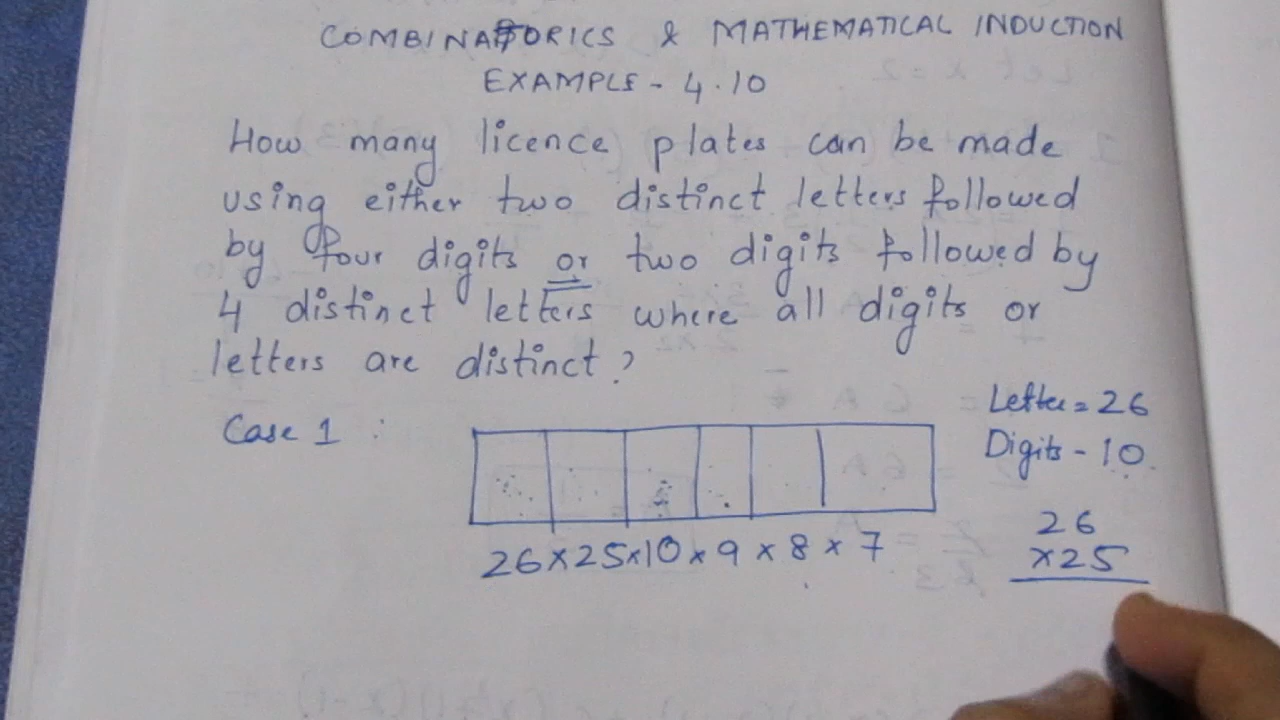 COMBINATORICS & MATHEMATICAL INDUCTION
EXAMPLE - 4.10
How many licence plates can be made
using either two distinct letters followed
by four digits or two digits followed by
4 distinct letters where all digits or
letters are distinct?
Case 1 :
Letter = 26
Digits - 10
26 × 25 × 10 × 9 × 8 × 7
26
× 25